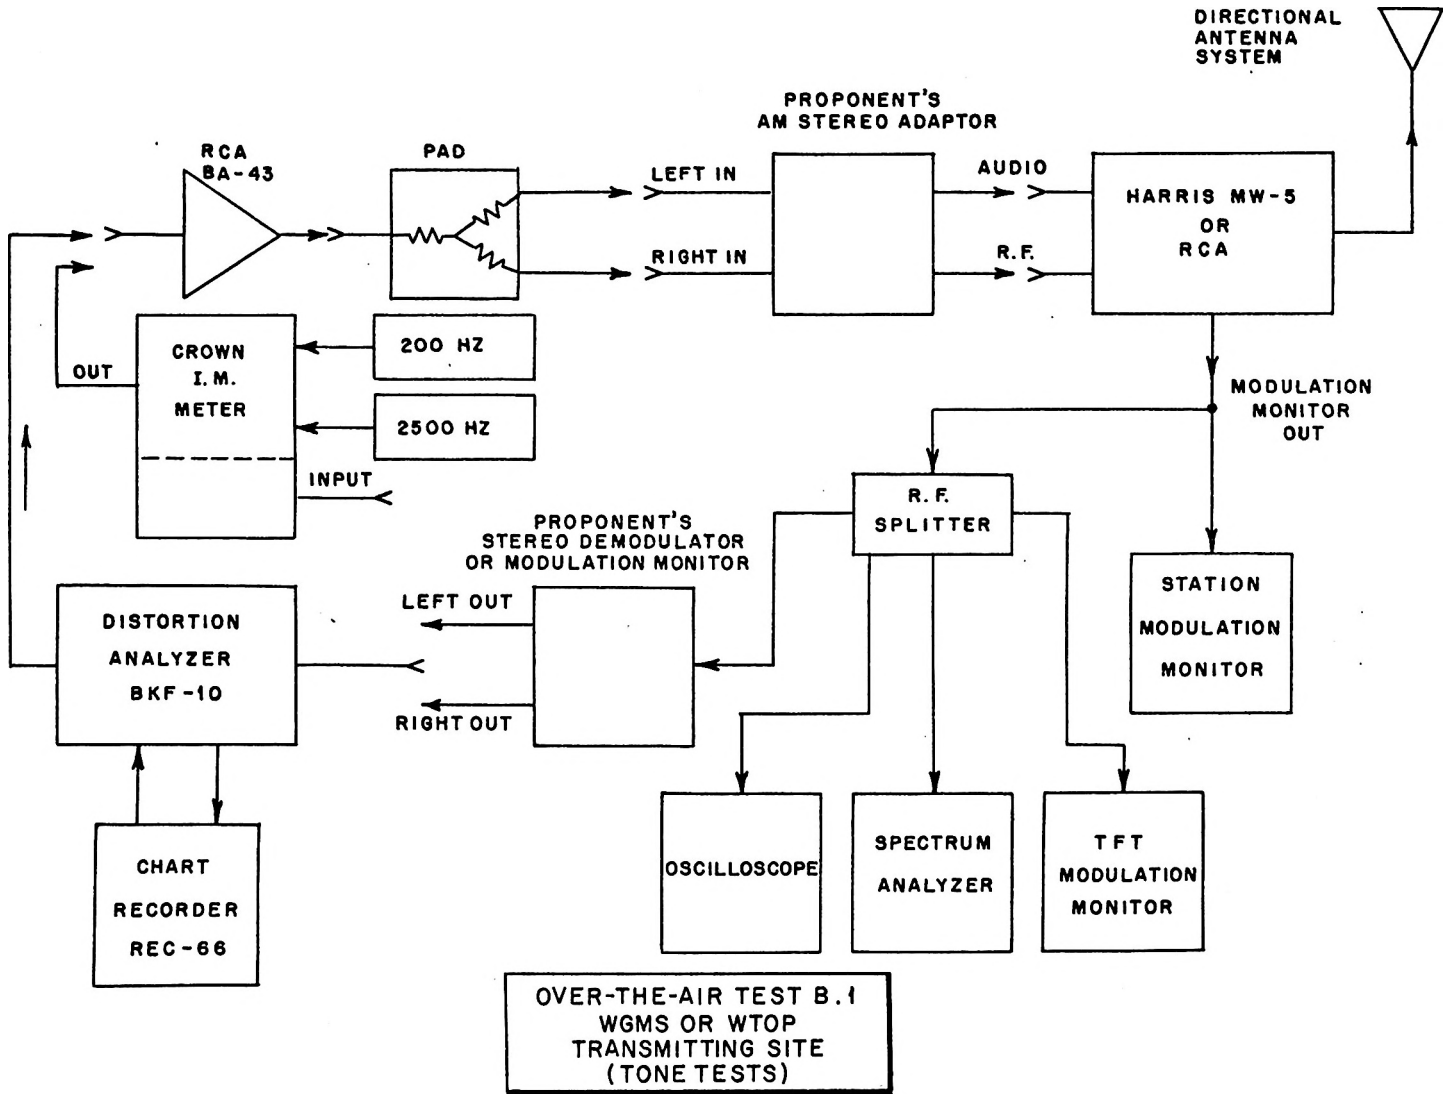 DIRECTIONAL
ANTENNA
SYSTEM
PROPONENT'S
AM STEREO ADAPTOR
RCA
BA-43
PAD
LEFT IN
RIGHT IN
AUDIO
R.F.
HARRIS MW-5
OR
RCA
OUT
CROWN
I.M.
METER
200 HZ
2500 HZ
INPUT
MODULATION
MONITOR
OUT
R.F.
SPLITTER
PROPONENT'S
STEREO DEMODULATOR
OR MODULATION MONITOR
LEFT OUT
RIGHT OUT
DISTORTION
ANALYZER
BKF-10
STATION
MODULATION
MONITOR
CHART
RECORDER
REC-66
OSCILLOSCOPE
SPECTRUM
ANALYZER
TFT
MODULATION
MONITOR
OVER-THE-AIR TEST B.1
WGMS OR WTOP
TRANSMITTING SITE
(TONE TESTS)